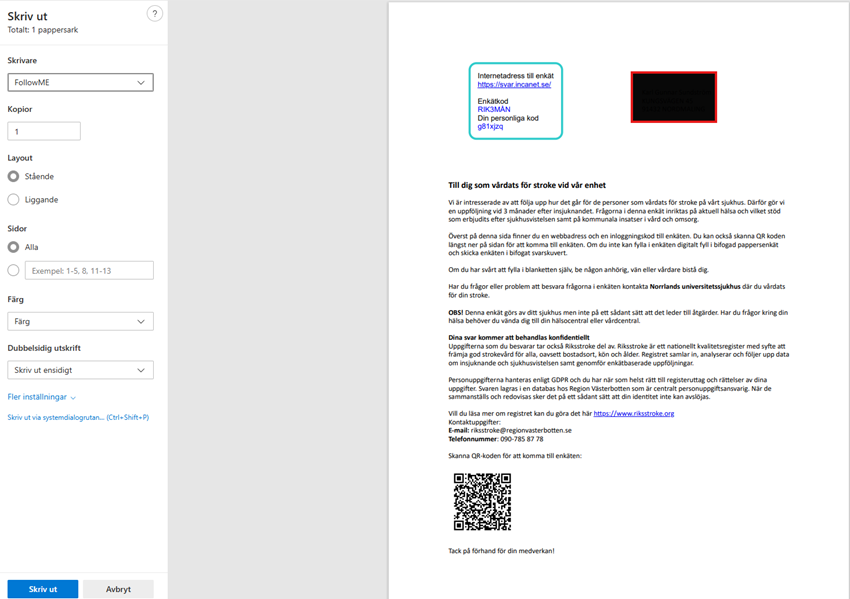 Skriv ut
?
Totalt: 1 pappersark
Skrivare
FollowME
Kopior
1
Layout
Stående
Liggande
Sidor
Alla
Exempel: 1-5, 8, 11-13
Färg
Färg
Dubbelsidig utskrift
Skriv ut ensidigt
Fler inställningar
Skriv ut via systemdialogrutan... (Ctrl+Shift+P)
Skriv ut
Avbryt
Internetadress till enkät
https://svar.incanet.se/
Enkätkod
RIK3MÅN
Din personliga kod
g81xjzq
Till dig som vårdats för stroke vid vår enhet
Vi är intresserade av att följa upp hur det går för de personer som vårdats för stroke på vårt sjukhus. Därför gör vi
en uppföljning vid 3 månader efter insjuknandet. Frågorna i denna enkät inriktas på aktuell hälsa och vilket stöd
som erbjudits efter sjukhusvistelsen samt på kommunala insatser i vård och omsorg.
Överst på denna sida finner du en webbadress och en inloggningskod till enkäten. Du kan också skanna QR koden
längst ner på sidan för att komma till enkäten. Om du inte kan fylla i enkäten digitalt fyll i bifogad pappersenkät
och skicka enkäten i bifogat svarskuvert.
Om du har svårt att fylla i blanketten själv, be någon anhörig, vän eller vårdare bistå dig.
Har du frågor eller problem att besvara frågorna i enkäten kontakta Norrlands universitetssjukhus där du vårdats
för din stroke.
OBS! Denna enkät görs av ditt sjukhus men inte på ett sådant sätt att det leder till åtgärder. Har du frågor kring din
hälsa behöver du vända dig till din hälsocentral eller vårdcentral.
Dina svar kommer att behandlas konfidentiellt
Uppgifterna som du besvarar tar också Riksstroke del av. Riksstroke är ett nationellt kvalitetsregister med syfte att
främja god strokevård för alla, oavsett bostadsort, kön och ålder. Registret samlar in, analyserar och följer upp data
om insjuknande och sjukhusvistelsen samt genomför enkätbaserade uppföljningar.
Personuppgifterna hanteras enligt GDPR och du har när som helst rätt till registerutdrag och rättelser av dina
uppgifter. Svaren lagras i en databas hos Region Västerbotten som är centralt personuppgiftsansvarig. När de
sammanställs och redovisas sker det på ett sådant sätt att din identitet inte kan avslöjas.
Vill du läsa mer om registret kan du göra det här https://www.riksstroke.org
Kontaktuppgifter:
E-mail: riksstroke@regionvasterbotten.se
Telefonnummer: 090-785 87 78
Skanna QR-koden för att komma till enkäten:
Tack på förhand för din medverkan!